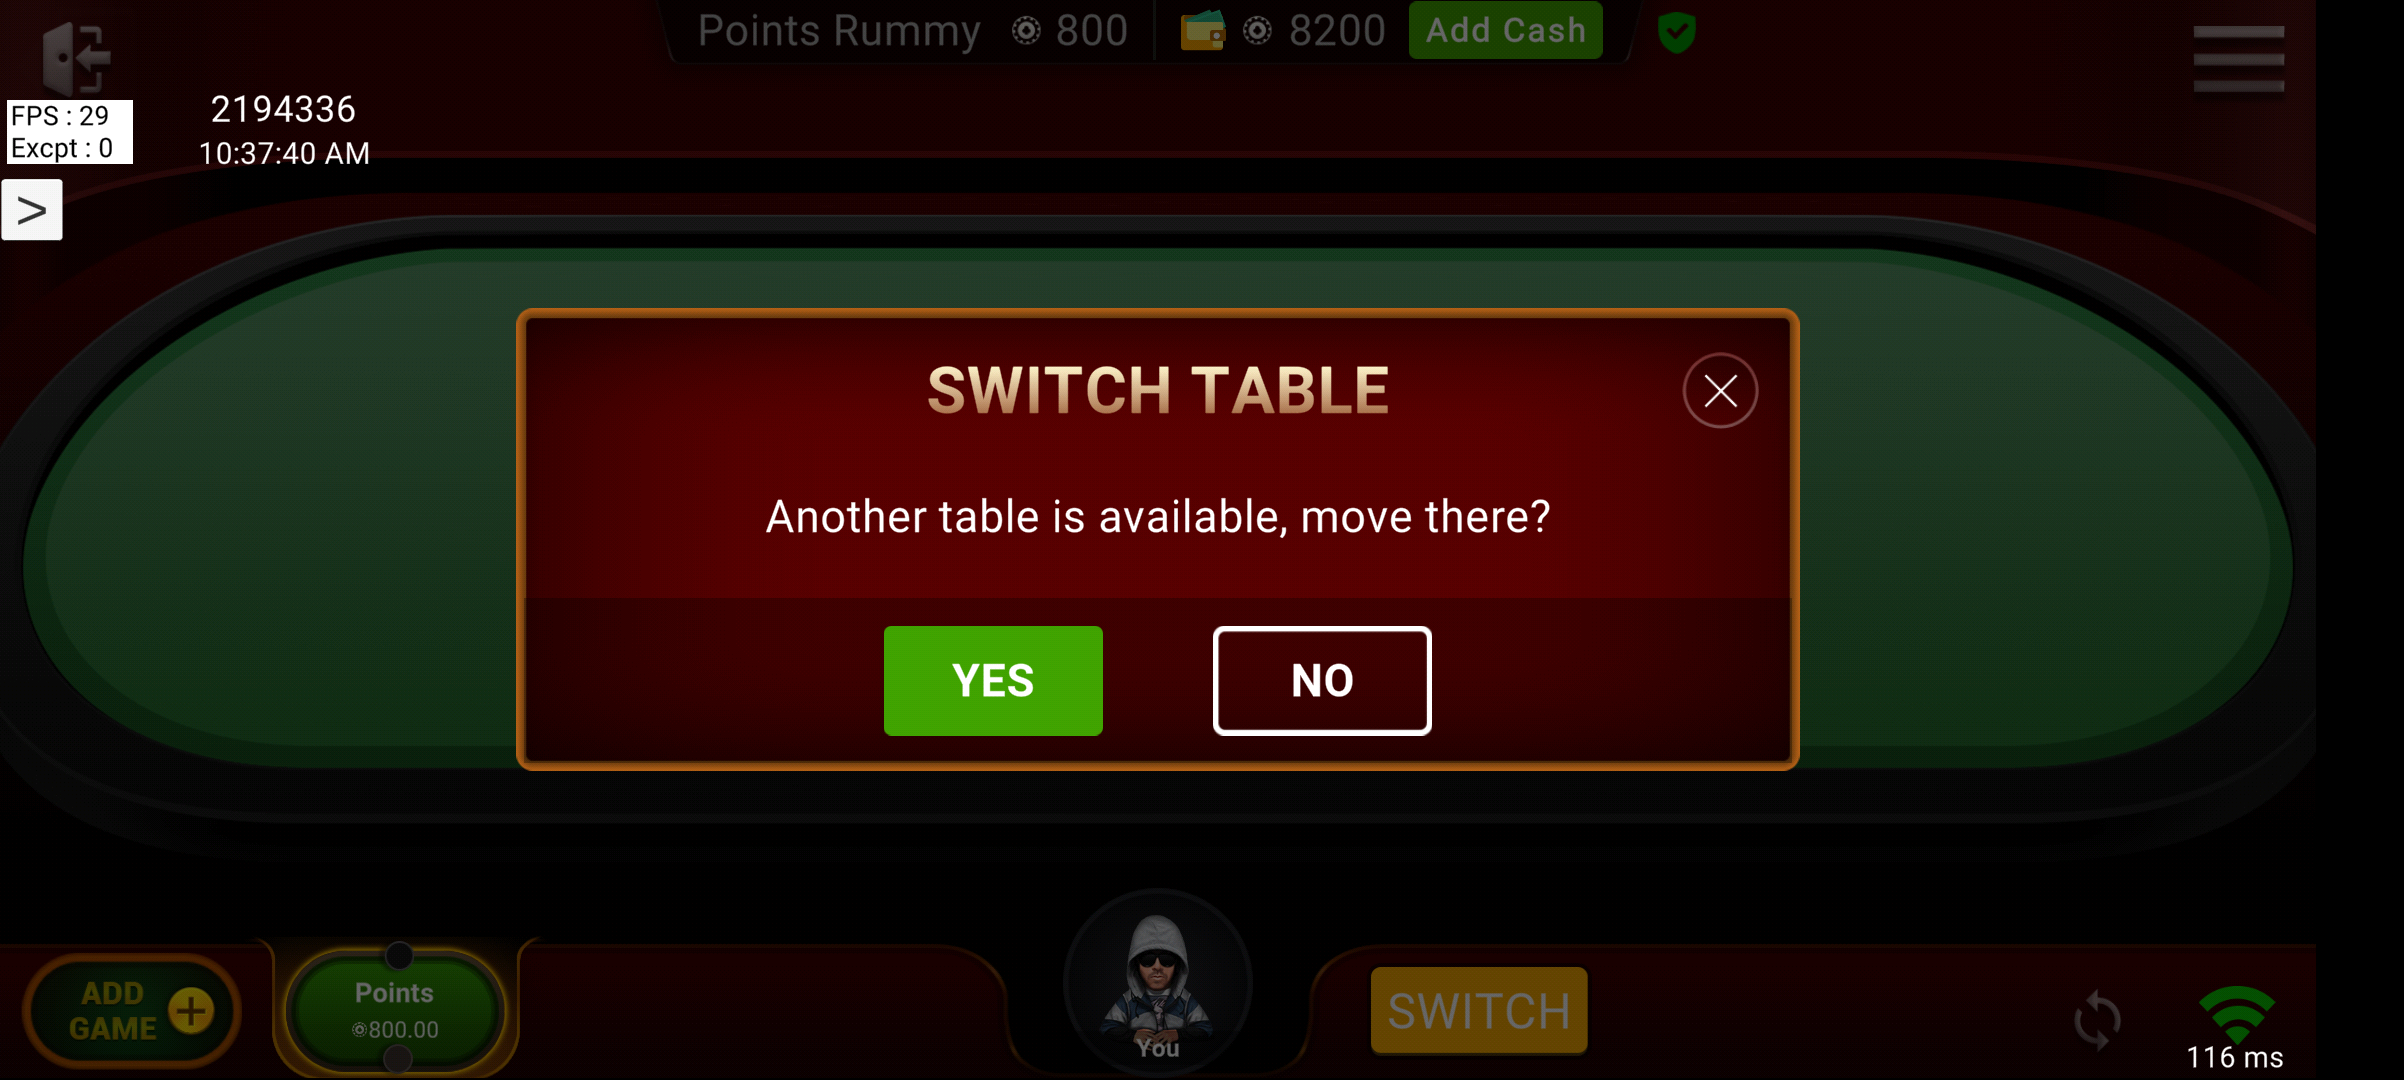 Points Rummy 800 8200 Add Cash
FPS : 29
Excpt : 0
2194336
10:37:40 AM
>
SWITCH TABLE
Another table is available, move there?
YES NO
ADD
GAME
Points
800.00
You
SWITCH
116 ms